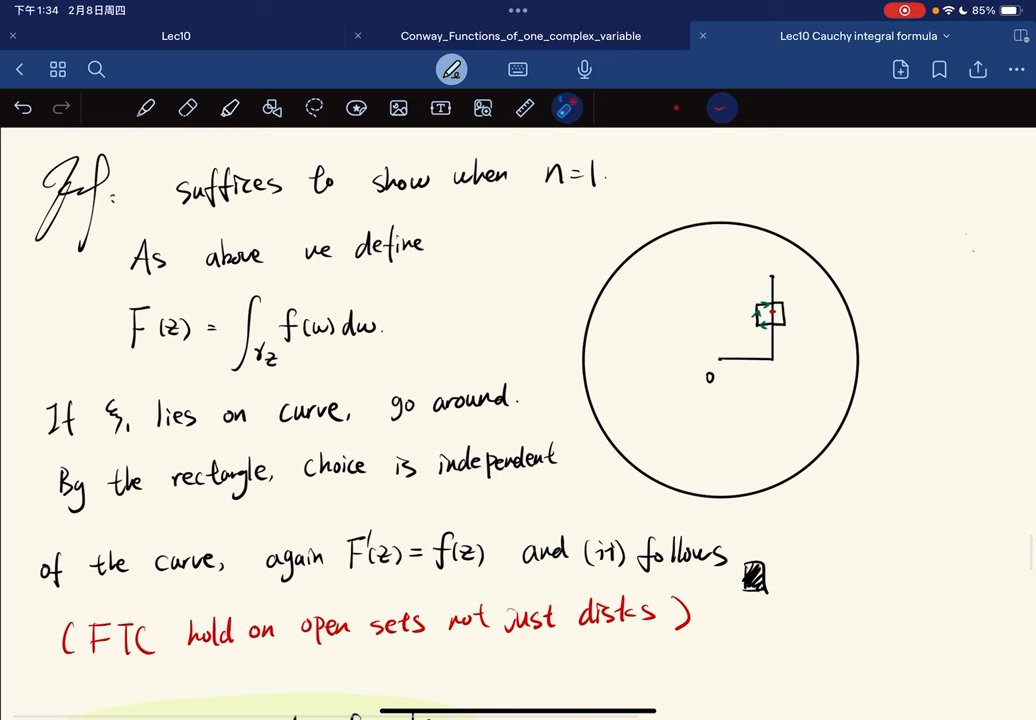 下午1:34 2月8日周四
85%
Lec10
Conway_Functions_of_one_complex_variable
Lec10 Cauchy integral formula
Proof: suffices to show when n=1.
As above we define
F(z) = ∫_{γ_z} f(w)dw.
If ξ₁ lies on curve, go around.
By the rectangle, choice is independent
of the curve, again F'(z) = f(z) and (ii) follows
(FTC hold on open sets not just disks)
0